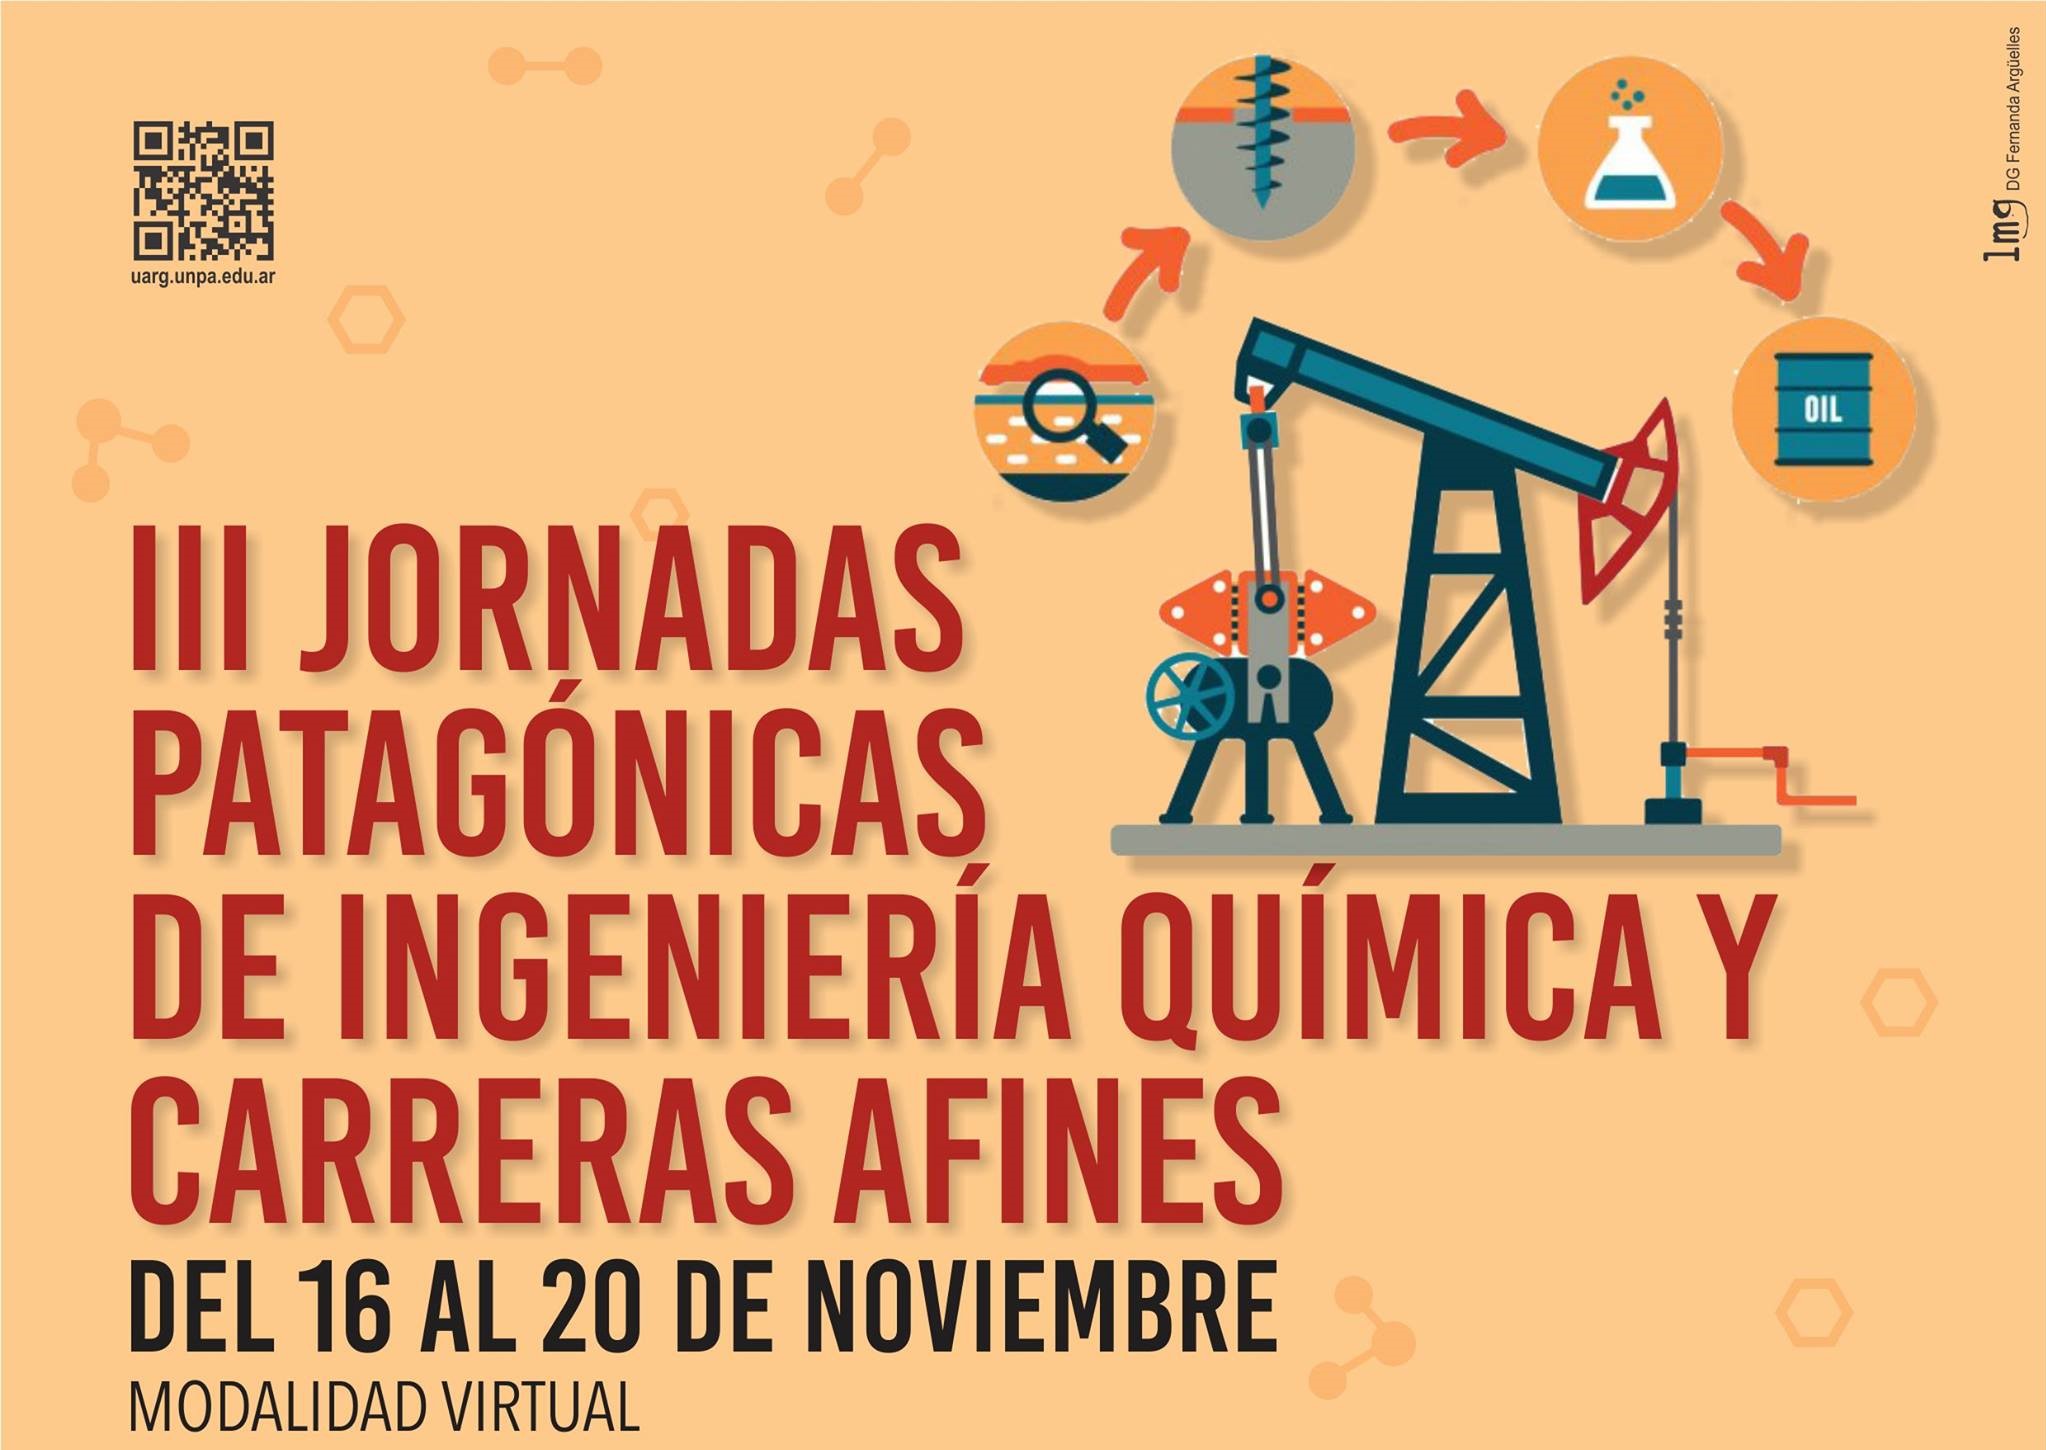 uarg.unpa.edu.ar
lmg DG Fernanda Argüelles
OIL
III JORNADAS
PATAGÓNICAS
DE INGENIERÍA QUÍMICA Y
CARRERAS AFINES
DEL 16 AL 20 DE NOVIEMBRE
MODALIDAD VIRTUAL